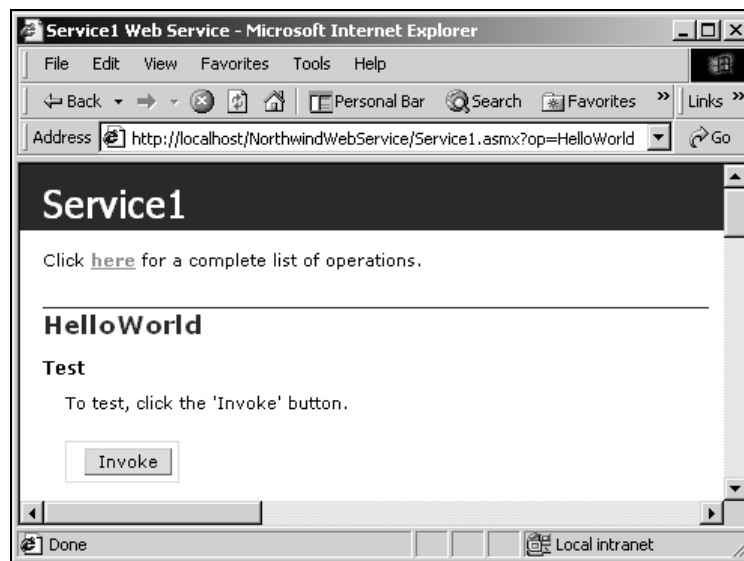 Service1 Web Service - Microsoft Internet Explorer
File Edit View Favorites Tools Help
Back Personal Bar Search Favorites » Links »
Address http://localhost/NorthwindWebService/Service1.asmx?op=HelloWorld Go
Service1
Click here for a complete list of operations.
HelloWorld
Test
To test, click the 'Invoke' button.
Invoke
Done Local intranet